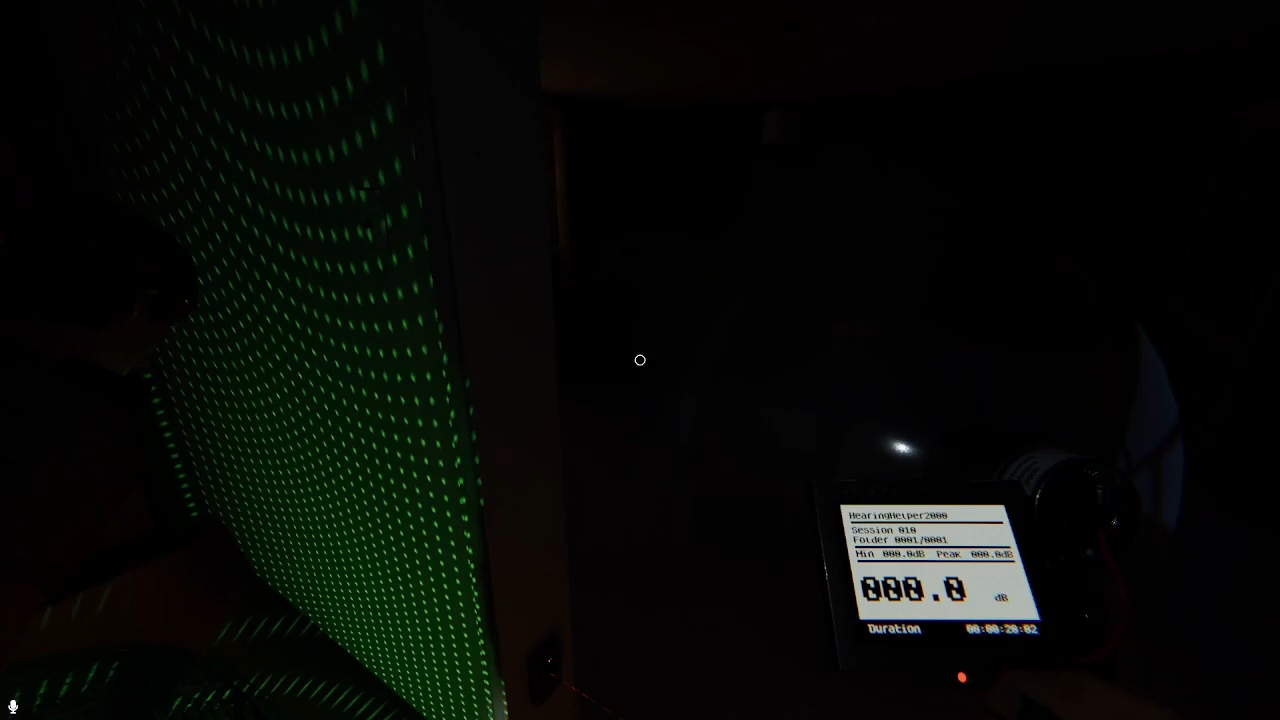 HearingHelper2000
Session 010
Folder 0001/0001
Min 000.0dB Peak 000.0dB
000.0 dB
Duration 00:00:20:02